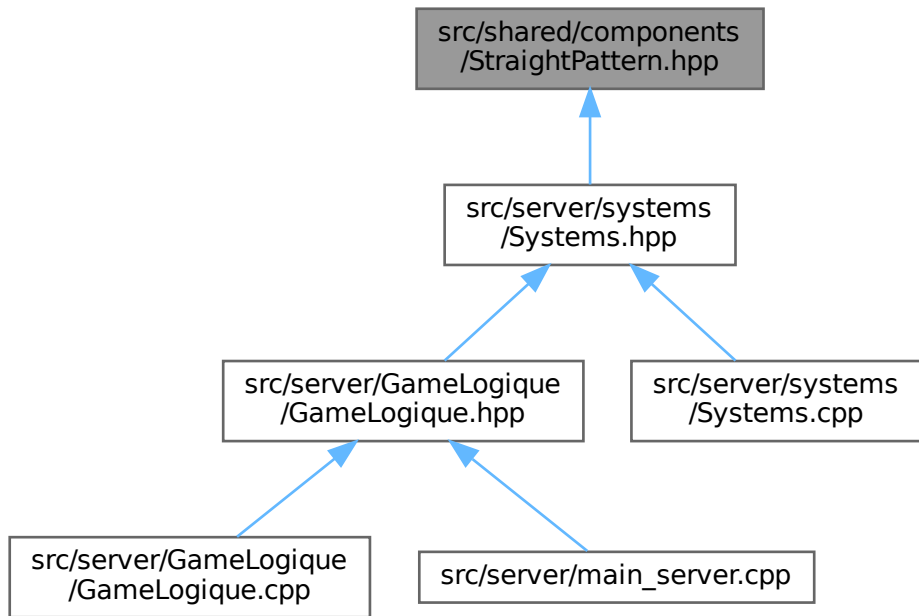 src/shared/components
/StraightPattern.hpp
src/server/systems
/Systems.hpp
src/server/GameLogique
/GameLogique.hpp
src/server/systems
/Systems.cpp
src/server/GameLogique
/GameLogique.cpp
src/server/main_server.cpp